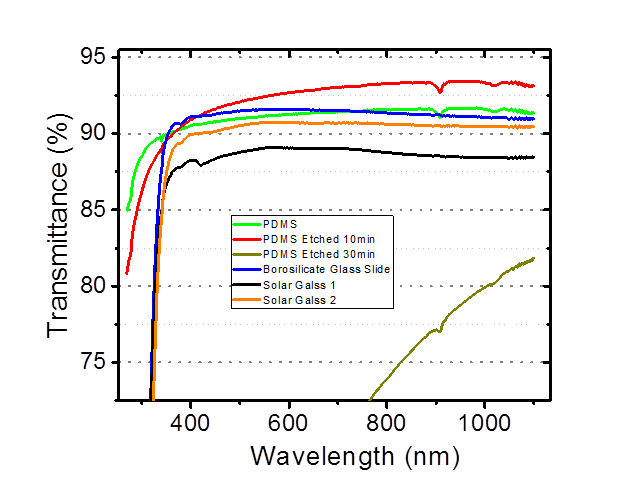 Transmittance (%)
95
90
85
80
75
PDMS
PDMS Etched 10min
PDMS Etched 30min
Borosilicate Glass Slide
Solar Galss 1
Solar Galss 2
400 600 800 1000
Wavelength (nm)